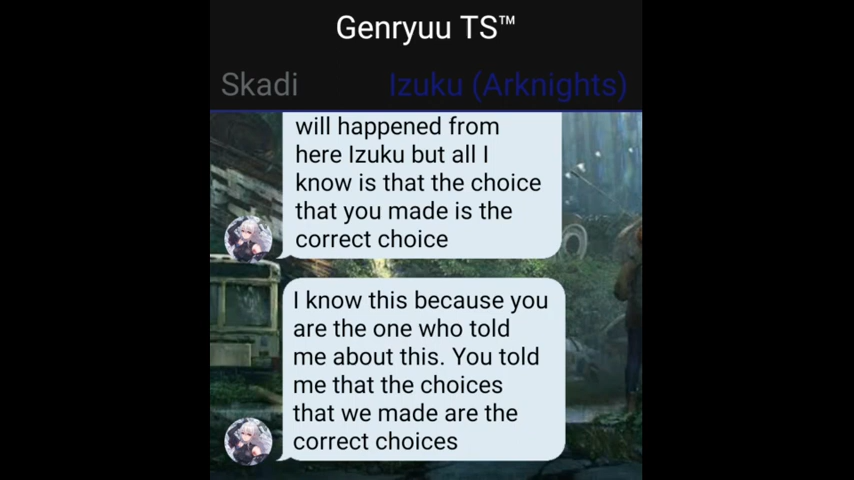 Genryuu TS™
Skadi Izuku (Arknights)
will happened from
here Izuku but all I
know is that the choice
that you made is the
correct choice
I know this because you
are the one who told
me about this. You told
me that the choices
that we made are the
correct choices